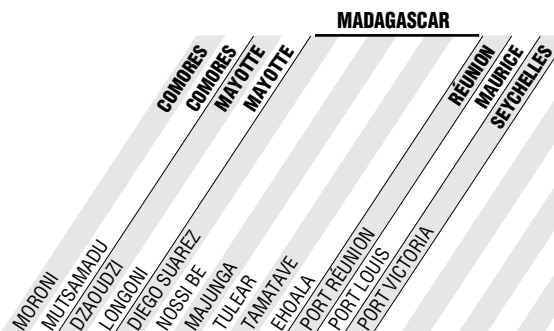 MADAGASCAR
COMORES
COMORES
MAYOTTE
MAYOTTE
RÉUNION
MAURICE
SEYCHELLES
MORONI
MUTSAMADU
DZAOUDZI
LONGONI
DIEGO SUAREZ
NOSSI BE
MAJUNGA
TULEAR
TAMATAVE
EHOALA
PORT RÉUNION
PORT LOUIS
PORT VICTORIA